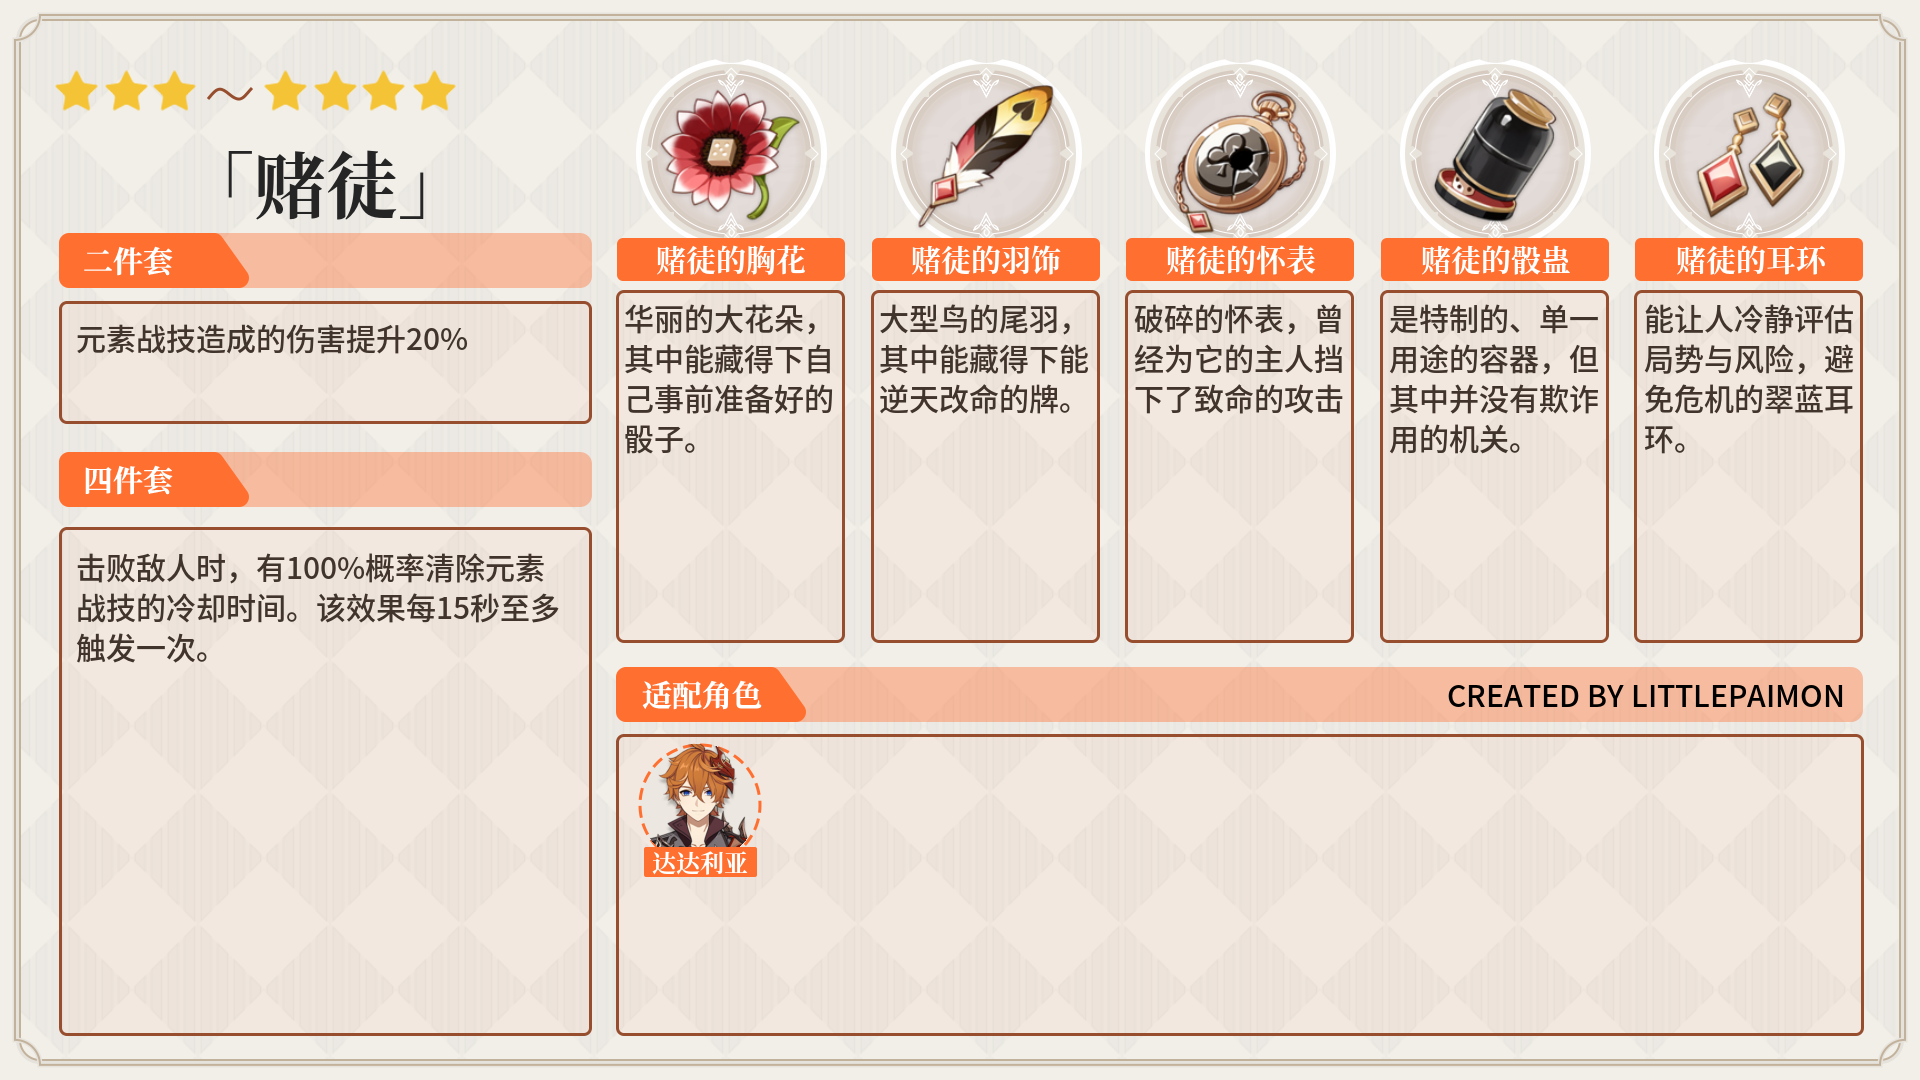 ～
「赌徒」
二件套
元素战技造成的伤害提升20%
四件套
击败敌人时，有100%概率清除元素
战技的冷却时间。该效果每15秒至多
触发一次。
赌徒的胸花
花丽的大花朵，
其中能藏得下自
己事前准备好的
骰子。
赌徒的羽饰
大型鸟的尾羽，
其中能藏得下能
逆天改命的牌。
赌徒的怀表
破碎的怀表，曾
经为它的主人挡
下了致命的攻击
赌徒的骰蛊
是特制的、单一
用途的容器，但
其中并没有欺诈
用的机关。
赌徒的耳环
能让人冷静评估
局势与风险，避
免危机的翠蓝耳
环。
适配角色
CREATED BY LITTLEPAIMON
达达利亚